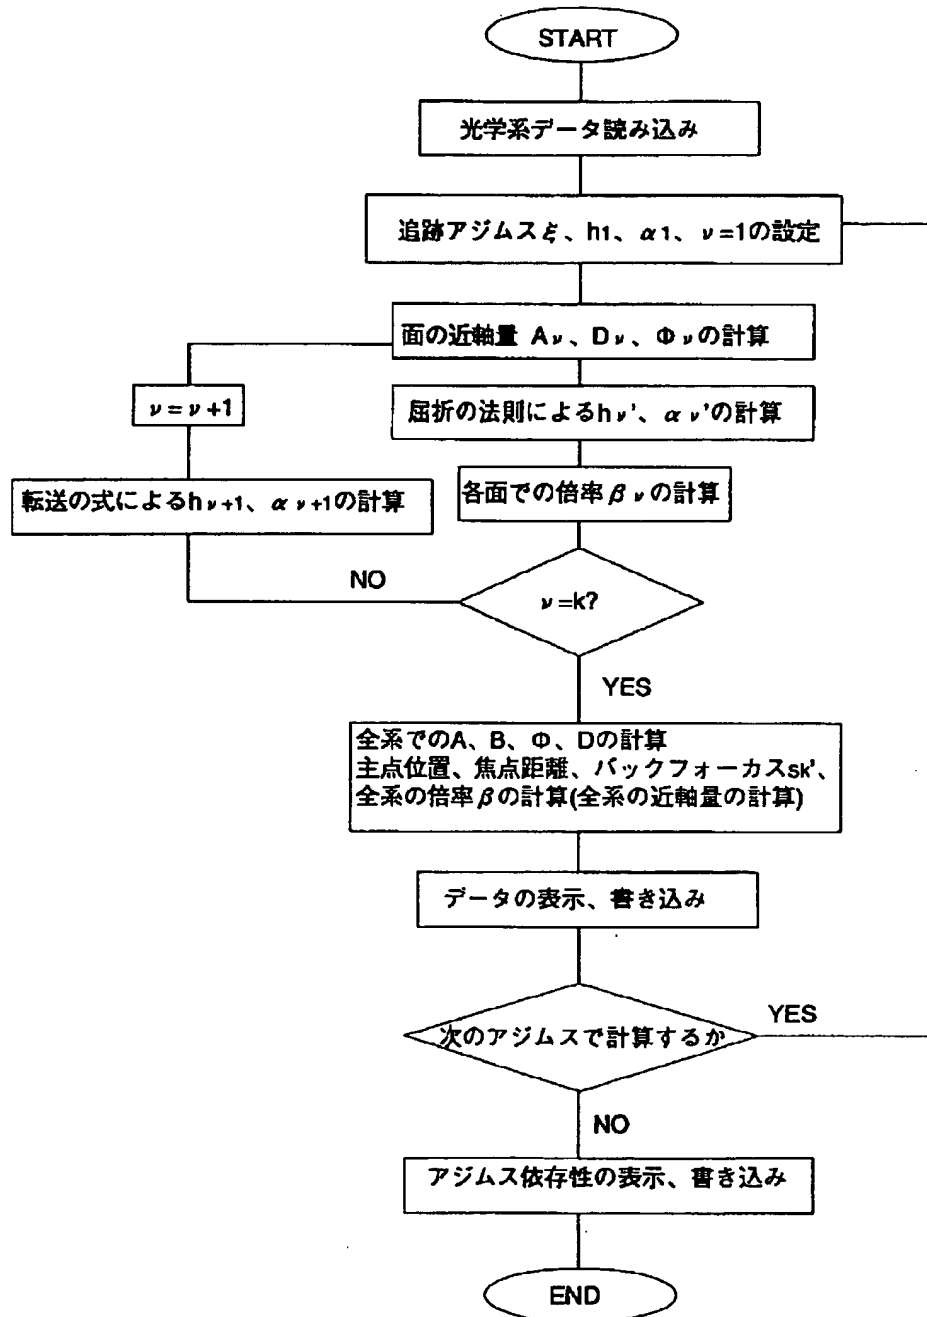 START
光学系データ読み込み
追跡アジムスξ、h1、α1、ν=1の設定
面の近軸量 Aν、Dν、Φνの計算
ν=ν+1
屈折の法則によるhν'、αν'の計算
転送の式によるhν+1、αν+1の計算
各面での倍率βνの計算
NO
ν=k?
YES
全系でのA、B、Φ、Dの計算
主点位置、焦点距離、バックフォーカスsk'、
全系の倍率βの計算(全系の近軸量の計算)
データの表示、書き込み
次のアジムスで計算するか
YES
NO
アジムス依存性の表示、書き込み
END